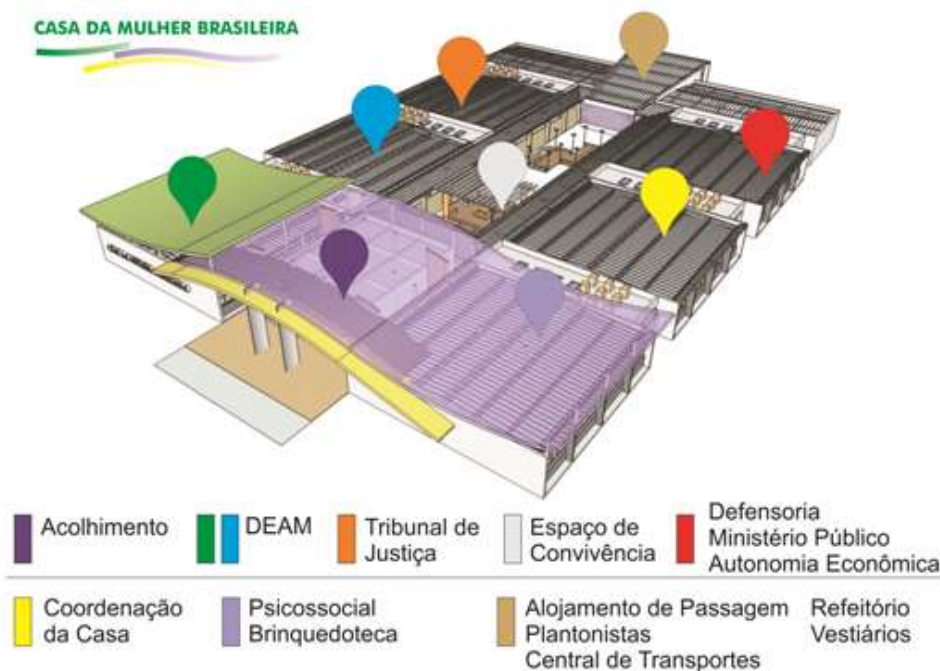 CASA DA MULHER BRASILEIRA
Acolhimento
DEAM
Tribunal de
Justiça
Espaço de
Convivência
Defensoria
Ministério Público
Autonomia Econômica
Coordenação
da Casa
Psicossocial
Brinquedoteca
Alojamento de Passagem
Plantonistas
Central de Transportes
Refeitório
Vestiários